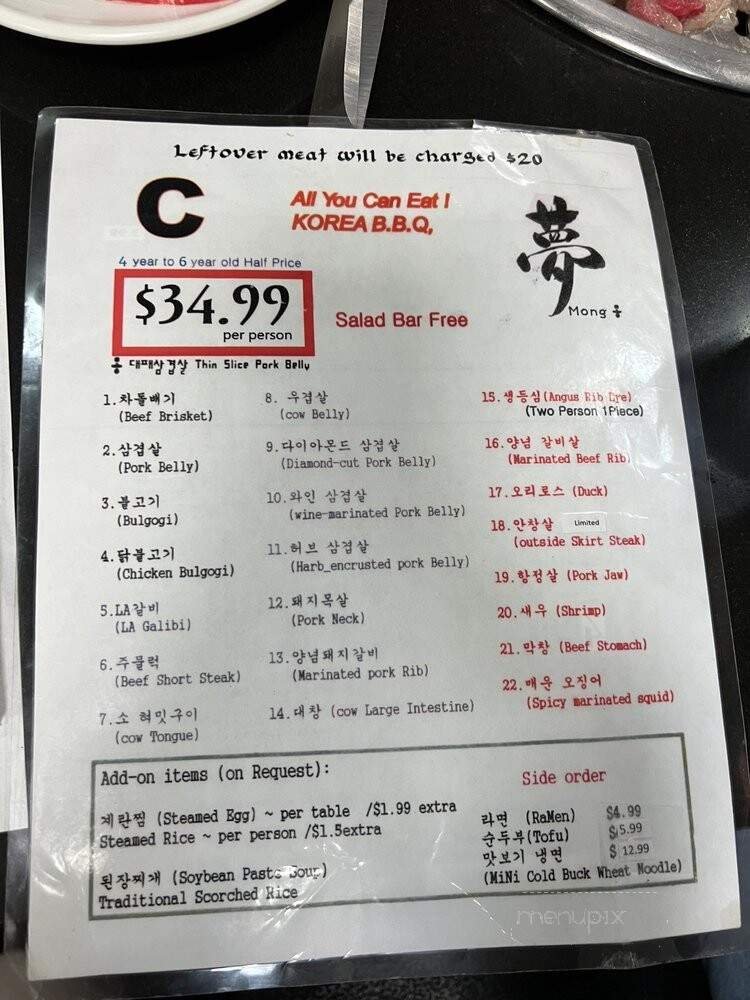 Leftover meat will be charged $20
C
All You Can Eat !
KOREA B.B.Q,
夢
Mong 몽
4 year to 6 year old Half Price
$34.99
per person
Salad Bar Free
대패삼겹살 Thin Slice Pork Belly
1.차돌배기
(Beef Brisket)
2.삼겹살
(Pork Belly)
3.불고기
(Bulgogi)
4.닭불고기
(Chicken Bulgogi)
5.LA갈비
(LA Galibi)
6.주물럭
(Beef Short Steak)
7.소 혀밋구이
(cow Tongue)
8. 우겹살
(cow Belly)
9.다이아몬드 삼겹살
(Diamond-cut Pork Belly)
10.와인 삼겹살
(wine-marinated Pork Belly)
11.허브 삼겹살
(Harb_encrusted pork Belly)
12.돼지목살
(Pork Neck)
13.양념돼지갈비
(Marinated pork Rib)
14.대창 (cow Large Intestine)
15.생등심(Angus Rib Eye)
(Two Person 1Piece)
16.양념 갈비살
(Marinated Beef Rib)
17.오리로스 (Duck)
18.안창살 Limited
(outside Skirt Steak)
19.항정살 (Pork Jaw)
20.새우 (Shrimp)
21.막창 (Beef Stomach)
22.매운 오징어
(Spicy marinated squid)
Add-on items (on Request):
계란찜 (Steamed Egg) ~ per table /$1.99 extra
Steamed Rice ~ per person /$1.5extra
된장찌개 (Soybean Paste Soup)
Traditional Scorched Rice
Side order
라면 (RaMen) $4.99
순두부(Tofu) $5.99
맛보기 냉면 $ 12.99
(MiNi Cold Buck Wheat Noodle)
menupix